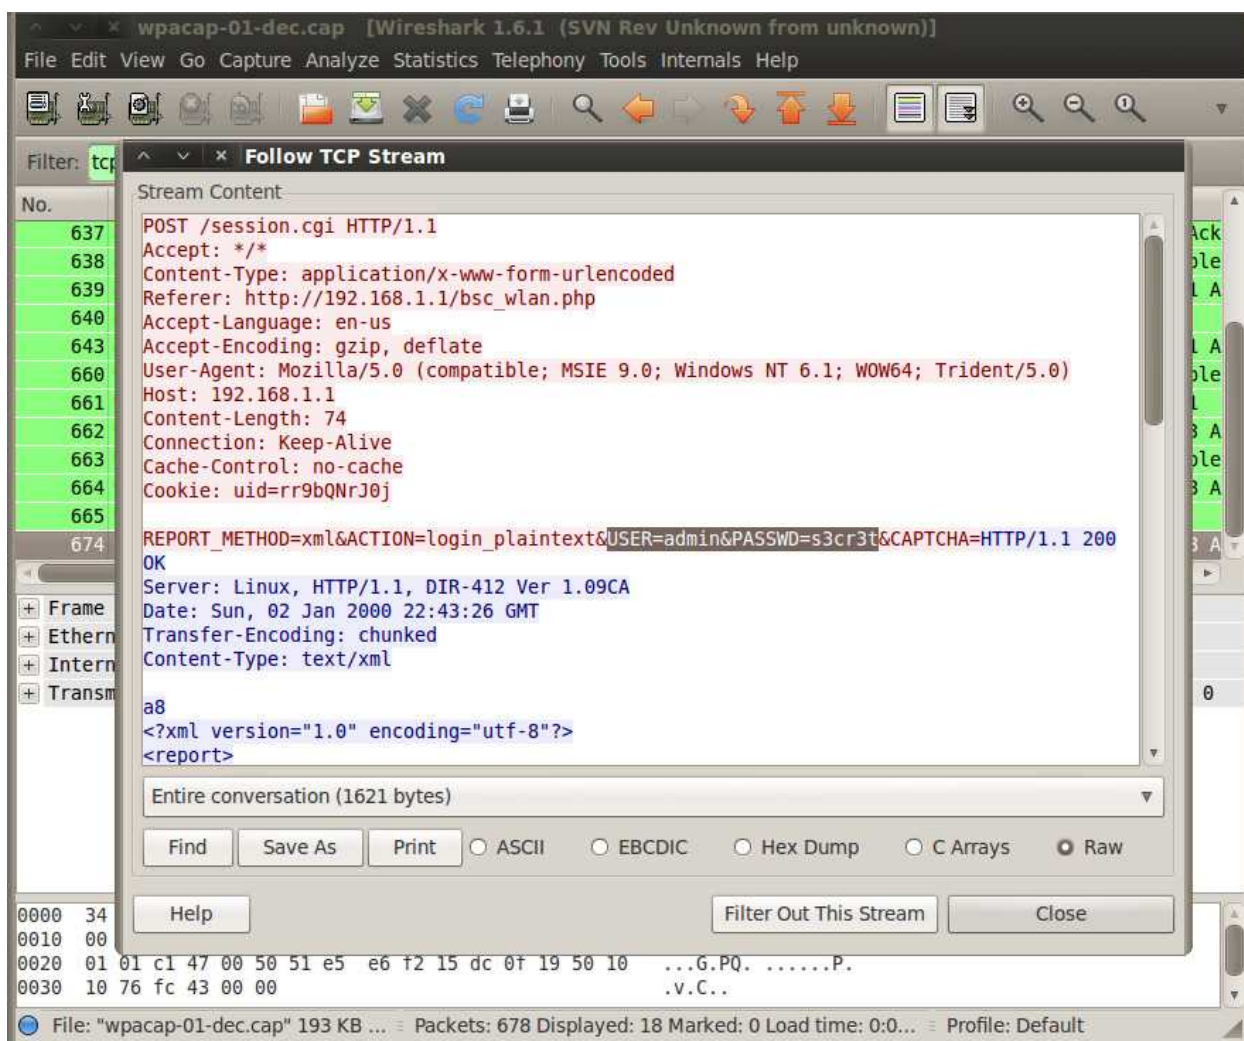 wpacap-01-dec.cap [Wireshark 1.6.1 (SVN Rev Unknown from unknown)]
File Edit View Go Capture Analyze Statistics Telephony Tools Internals Help
Filter: tcp
Follow TCP Stream
No.
637
638
639
640
643
660
661
662
663
664
665
674
Stream Content
POST /session.cgi HTTP/1.1
Accept: */*
Content-Type: application/x-www-form-urlencoded
Referer: http://192.168.1.1/bsc_wlan.php
Accept-Language: en-us
Accept-Encoding: gzip, deflate
User-Agent: Mozilla/5.0 (compatible; MSIE 9.0; Windows NT 6.1; WOW64; Trident/5.0)
Host: 192.168.1.1
Content-Length: 74
Connection: Keep-Alive
Cache-Control: no-cache
Cookie: uid=rr9bQNrJ0j
REPORT_METHOD=xml&ACTION=login_plaintext&USER=admin&PASSWD=s3cr3t&CAPTCHA=HTTP/1.1 200
OK
Server: Linux, HTTP/1.1, DIR-412 Ver 1.09CA
Date: Sun, 02 Jan 2000 22:43:26 GMT
Transfer-Encoding: chunked
Content-Type: text/xml
a8
<?xml version="1.0" encoding="utf-8"?>
<report>
Ack
ble
1 A
1 A
ble
1
3 A
ble
3 A
3 A
Frame
Ethern
Intern
Transm
0
Entire conversation (1621 bytes)
Find Save As Print ASCII EBCDIC Hex Dump C Arrays Raw
Help Filter Out This Stream Close
0000 34
0010 00
0020 01 01 c1 47 00 50 51 e5 e6 f2 15 dc 0f 19 50 10 ...G.PQ. ......P.
0030 10 76 fc 43 00 00 .v.C..
File: "wpacap-01-dec.cap" 193 KB ... Packets: 678 Displayed: 18 Marked: 0 Load time: 0:0... Profile: Default